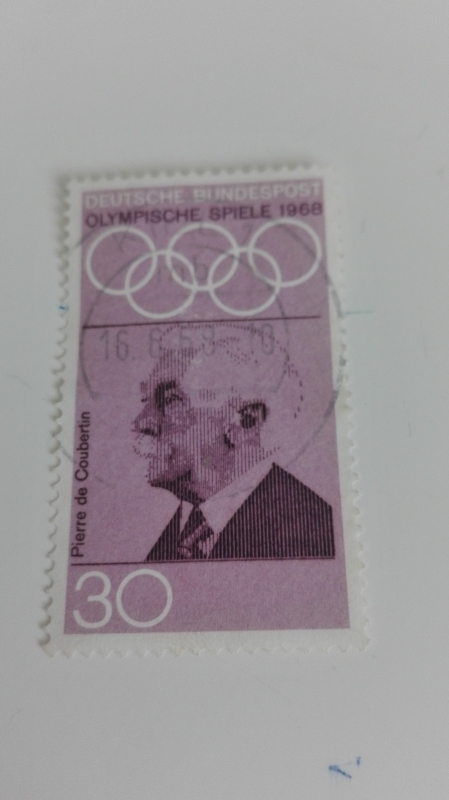 DEUTSCHE BUNDESPOST
OLYMPISCHE SPIELE 1968
Pierre de Coubertin
30